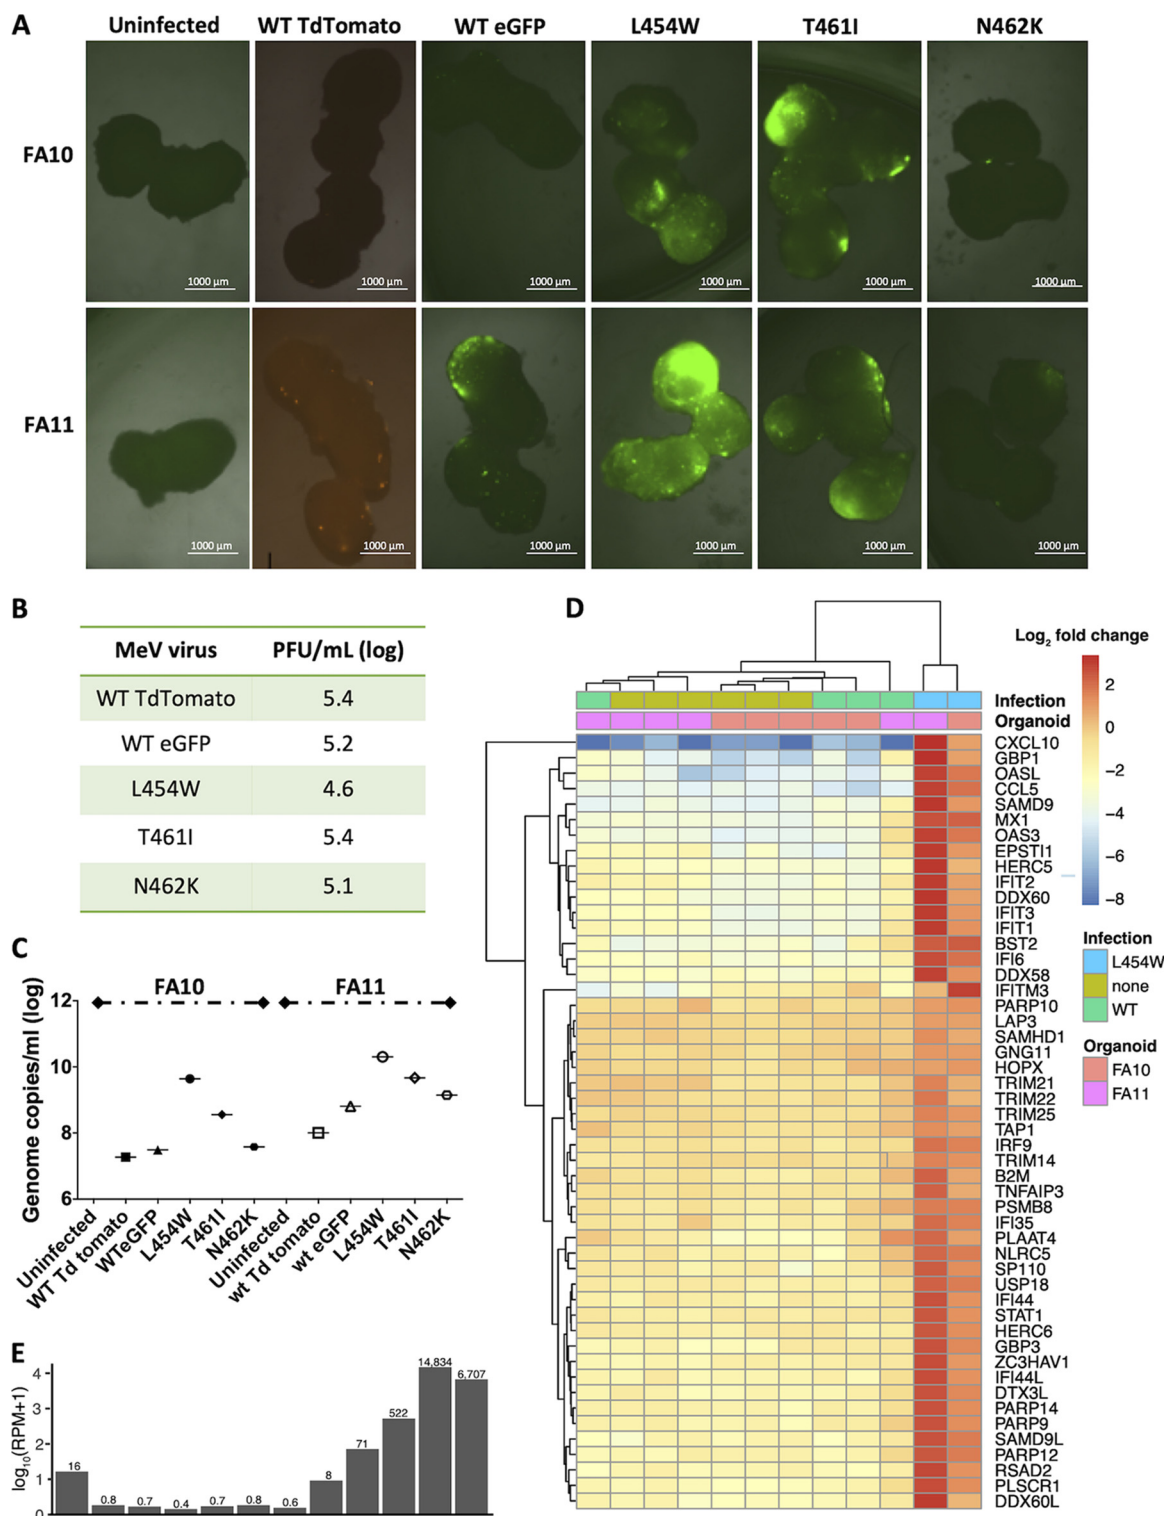 A
Uninfected WT TdTomato WT eGFP L454W T461I N462K
FA10
1000 µm 1000 µm 1000 µm 1000 µm 1000 µm 1000 µm
FA11
1000 µm 1000 µm 1000 µm 1000 µm 1000 µm 1000 µm
B
MeV virus PFU/mL (log)
WT TdTomato 5.4
WT eGFP 5.2
L454W 4.6
T461I 5.4
N462K 5.1
C
FA10 FA11
Genome copies/ml (log)
12
10
8
6
Uninfected
WT Td tomato
WTeGFP
L454W
T461I
N462K
Uninfected
wt Td tomato
wt eGFP
L454W
T461I
N462K
D
Log2 fold change
2
0
−2
−4
−6
−8
Infection
Organoid
CXCL10
GBP1
OASL
CCL5
SAMD9
MX1
OAS3
EPSTI1
HERC5
IFIT2
DDX60
IFIT3
IFIT1
BST2
IFI6
DDX58
IFITM3
PARP10
LAP3
SAMHD1
GNG11
HOPX
TRIM21
TRIM22
TRIM25
TAP1
IRF9
TRIM14
B2M
TNFAIP3
PSMB8
IFI35
PLAAT4
NLRC5
SP110
USP18
IFI44
STAT1
HERC6
GBP3
ZC3HAV1
IFI44L
DTX3L
PARP14
PARP9
SAMD9L
PARP12
RSAD2
PLSCR1
DDX60L
Infection
L454W
none
WT
Organoid
FA10
FA11
E
log10(RPM+1)
4
3
2
1
0
16 0.8 0.7 0.4 0.7 0.8 0.6 8 71 522 14,834 6,707